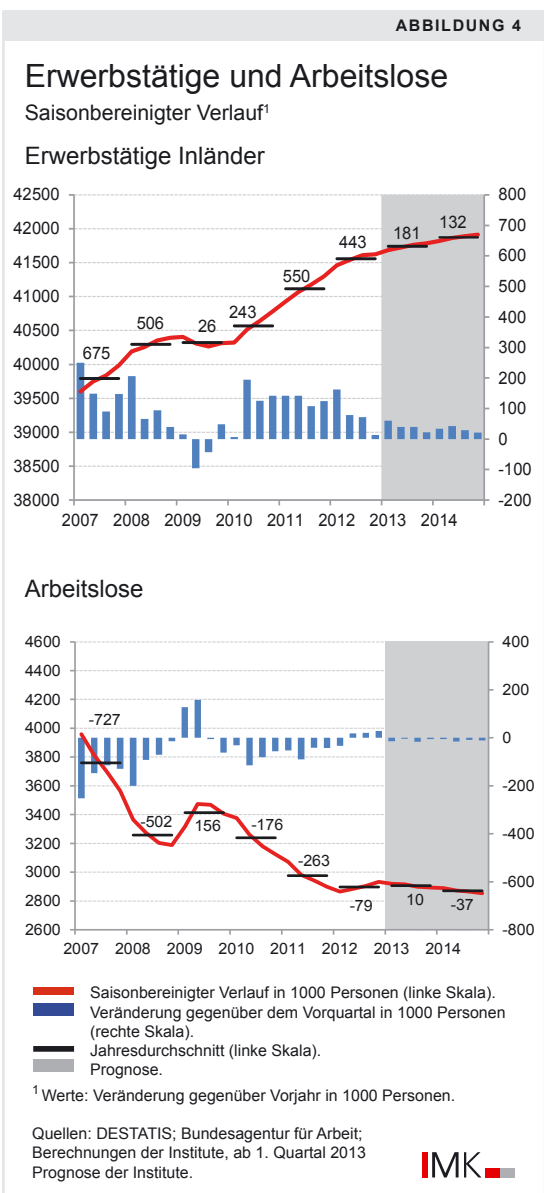 ABBILDUNG 4
Erwerbstätige und Arbeitslose
Saisonbereinigter Verlauf¹
Erwerbstätige Inländer
42500 800
42000 700
41500 600
41000 500
40500 400
40000 300
39500 200
39000 100
38500 0
38000 -100
-200
675 506 26 243 550 443 181 132
2007 2008 2009 2010 2011 2012 2013 2014
Arbeitslose
4600 400
4400
4200 200
4000
3800 0
3600
3400 -200
3200 -400
3000
2800 -600
2600 -800
-727 -502 156 -176 -263 -79 10 -37
2007 2008 2009 2010 2011 2012 2013 2014
Saisonbereinigter Verlauf in 1000 Personen (linke Skala).
Veränderung gegenüber dem Vorquartal in 1000 Personen
(rechte Skala).
Jahresdurchschnitt (linke Skala).
Prognose.
¹ Werte: Veränderung gegenüber Vorjahr in 1000 Personen.
Quellen: DESTATIS; Bundesagentur für Arbeit;
Berechnungen der Institute, ab 1. Quartal 2013
Prognose der Institute.
IMK